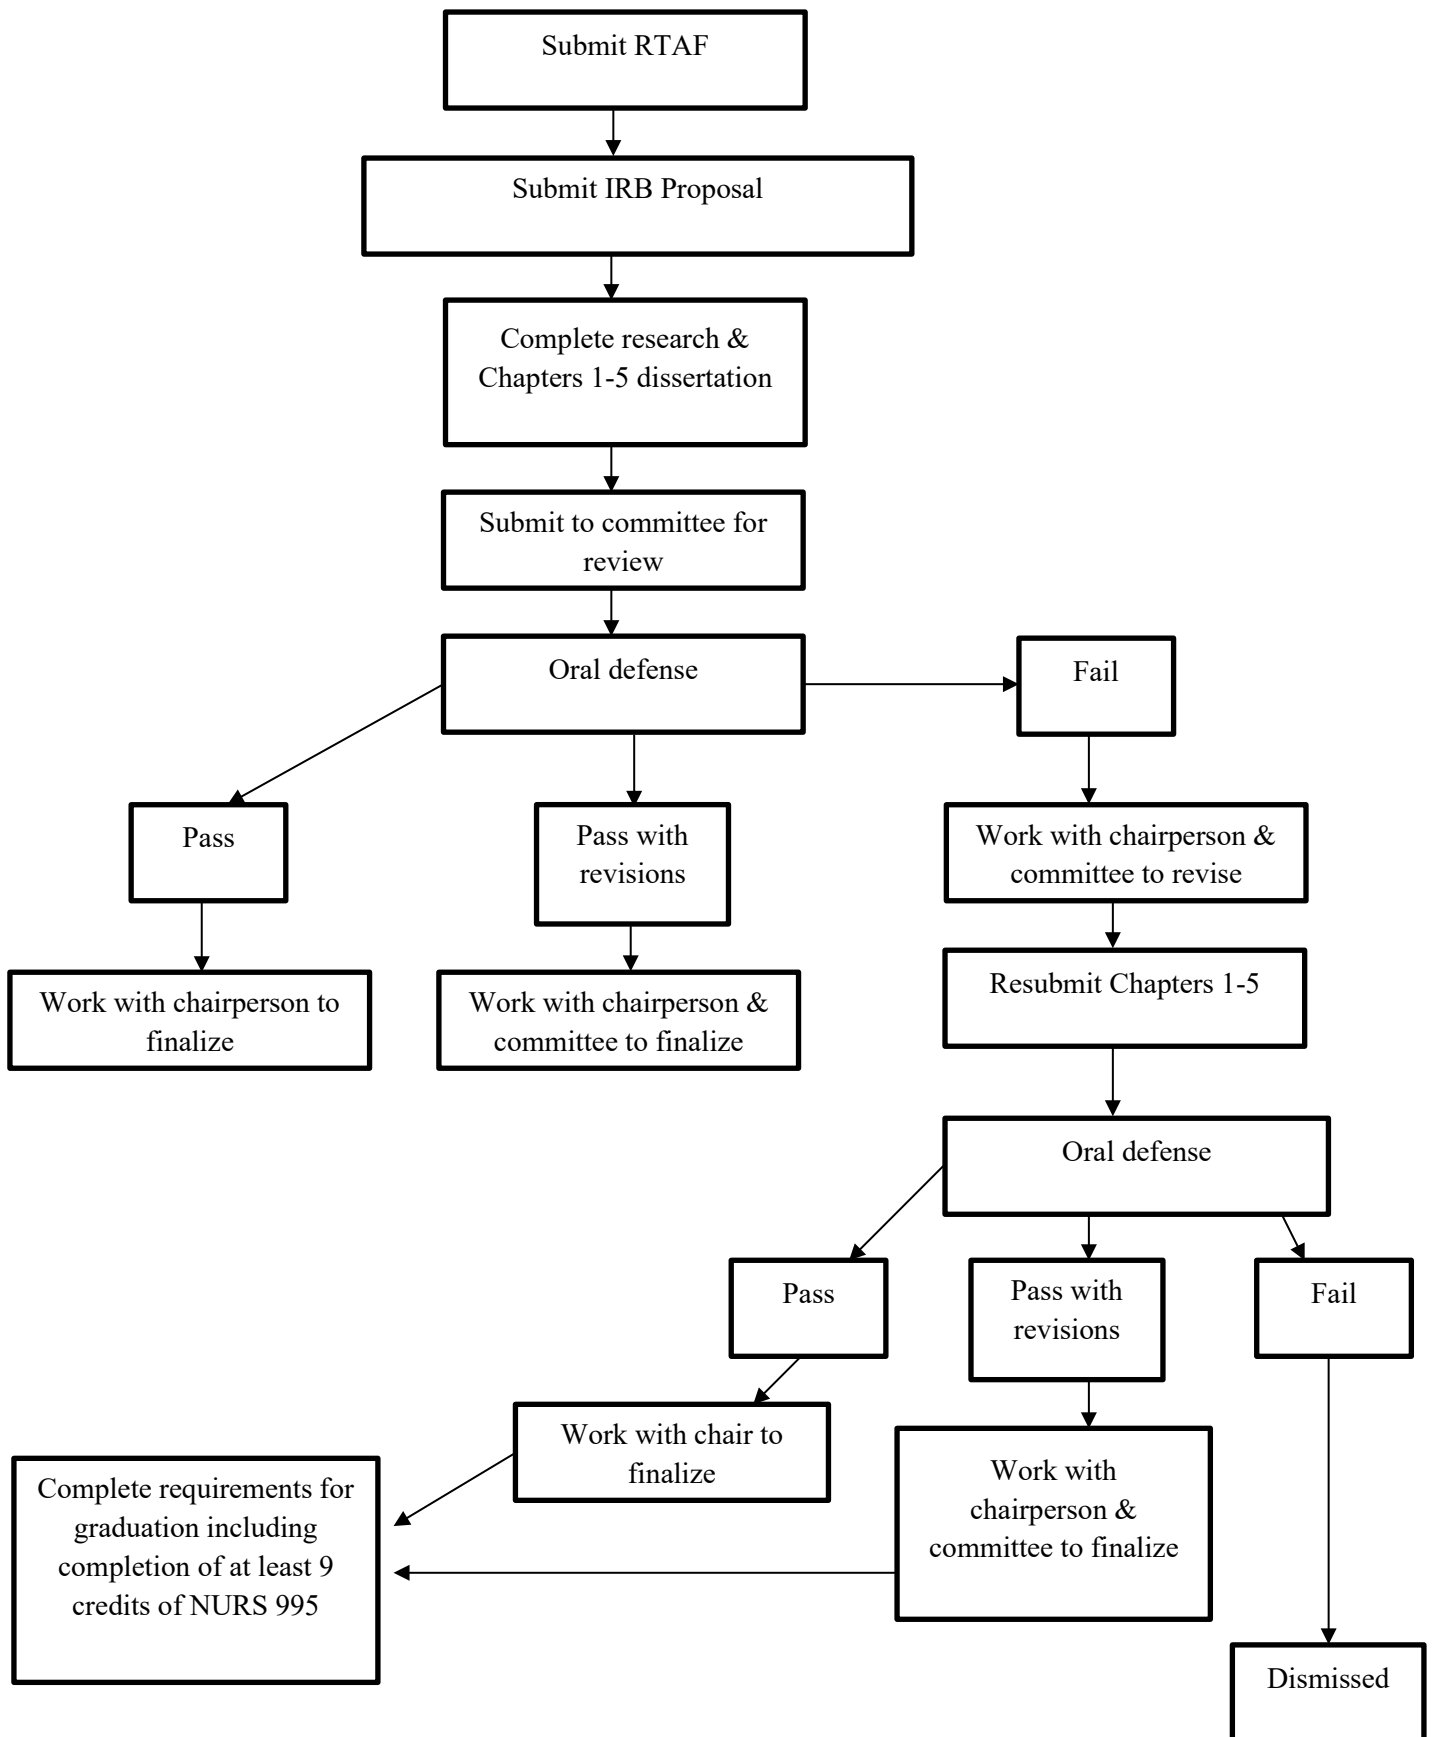 Submit RTAF
Submit IRB Proposal
Complete research &
Chapters 1-5 dissertation
Submit to committee for
review
Oral defense
Fail
Pass
Pass with
revisions
Work with chairperson &
committee to revise
Work with chairperson to
finalize
Work with chairperson &
committee to finalize
Resubmit Chapters 1-5
Oral defense
Pass
Pass with
revisions
Fail
Work with chair to
finalize
Work with
chairperson &
committee to finalize
Complete requirements for
graduation including
completion of at least 9
credits of NURS 995
Dismissed